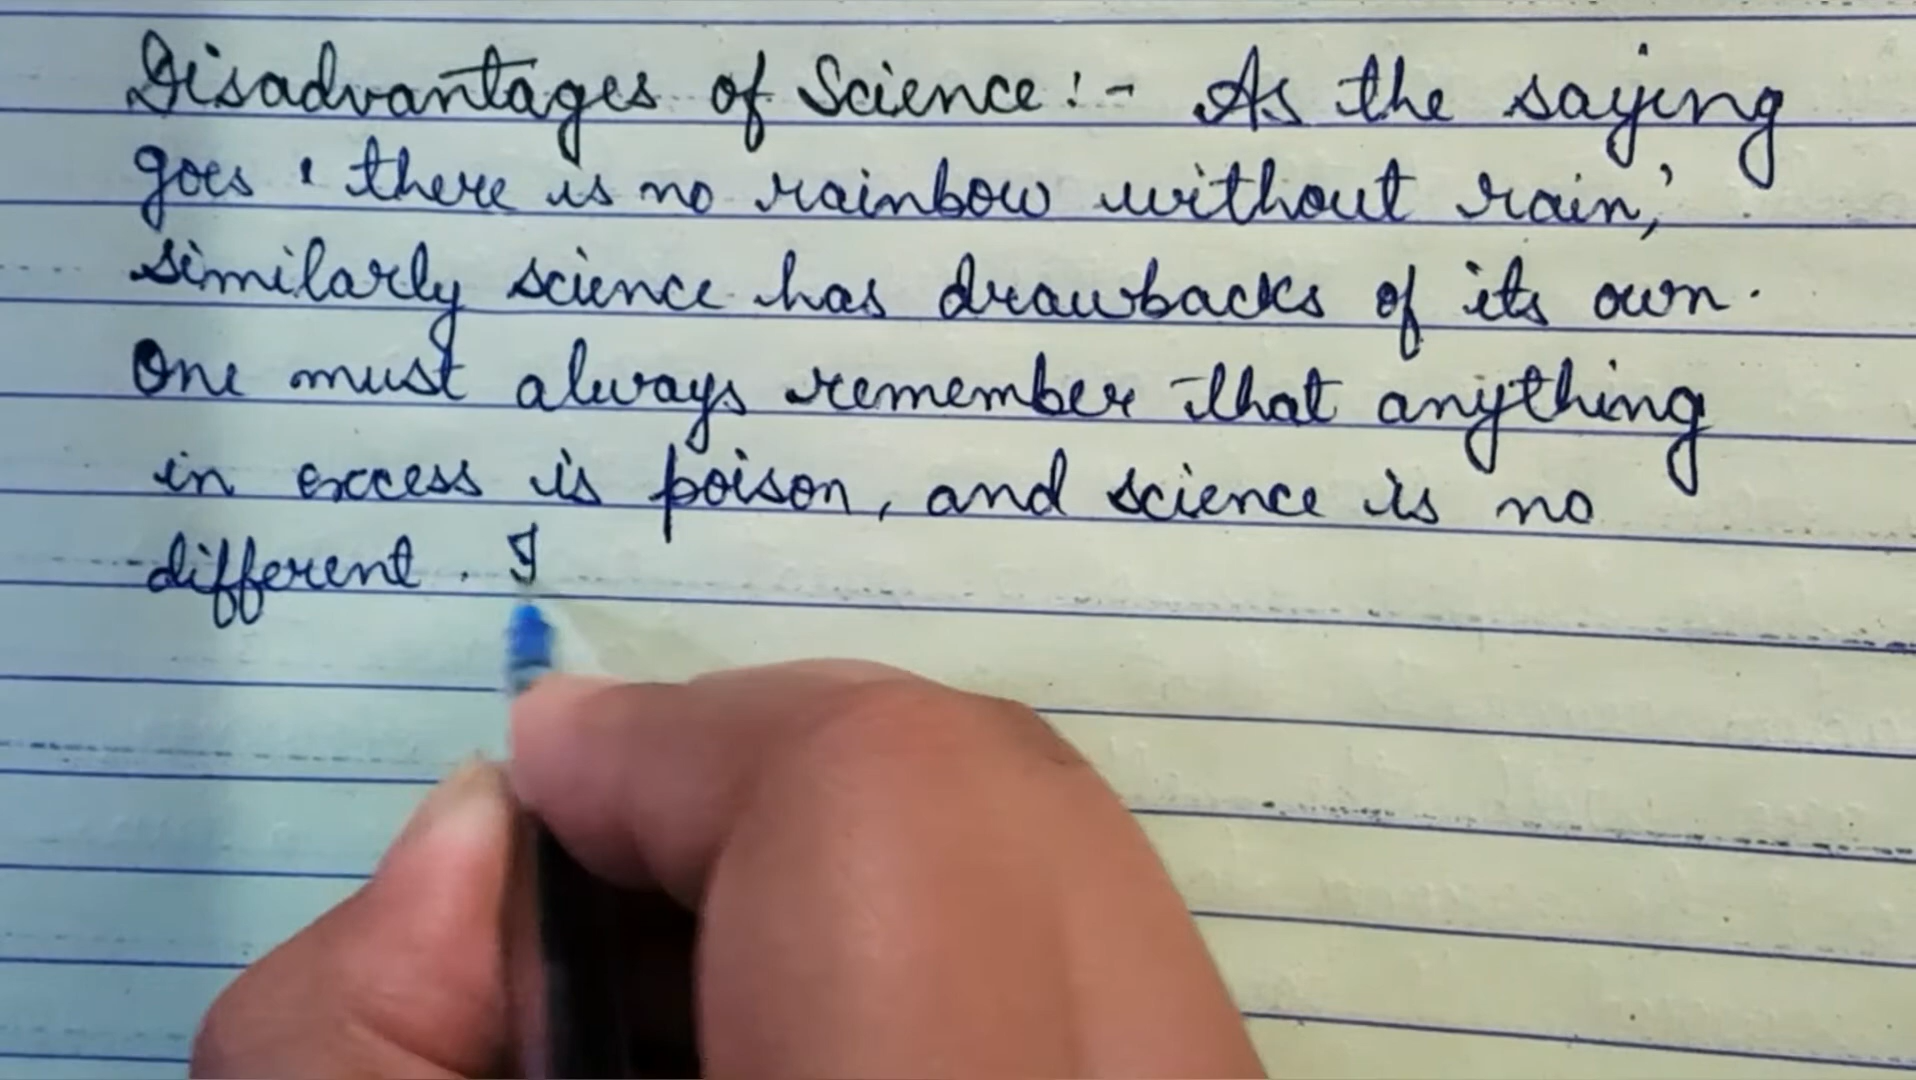 Disadvantages of Science :- As the saying
goes ' there is no rainbow without rain,'
similarly science has drawbacks of its own.
One must always remember that anything
in excess is poison, and science is no
different. I